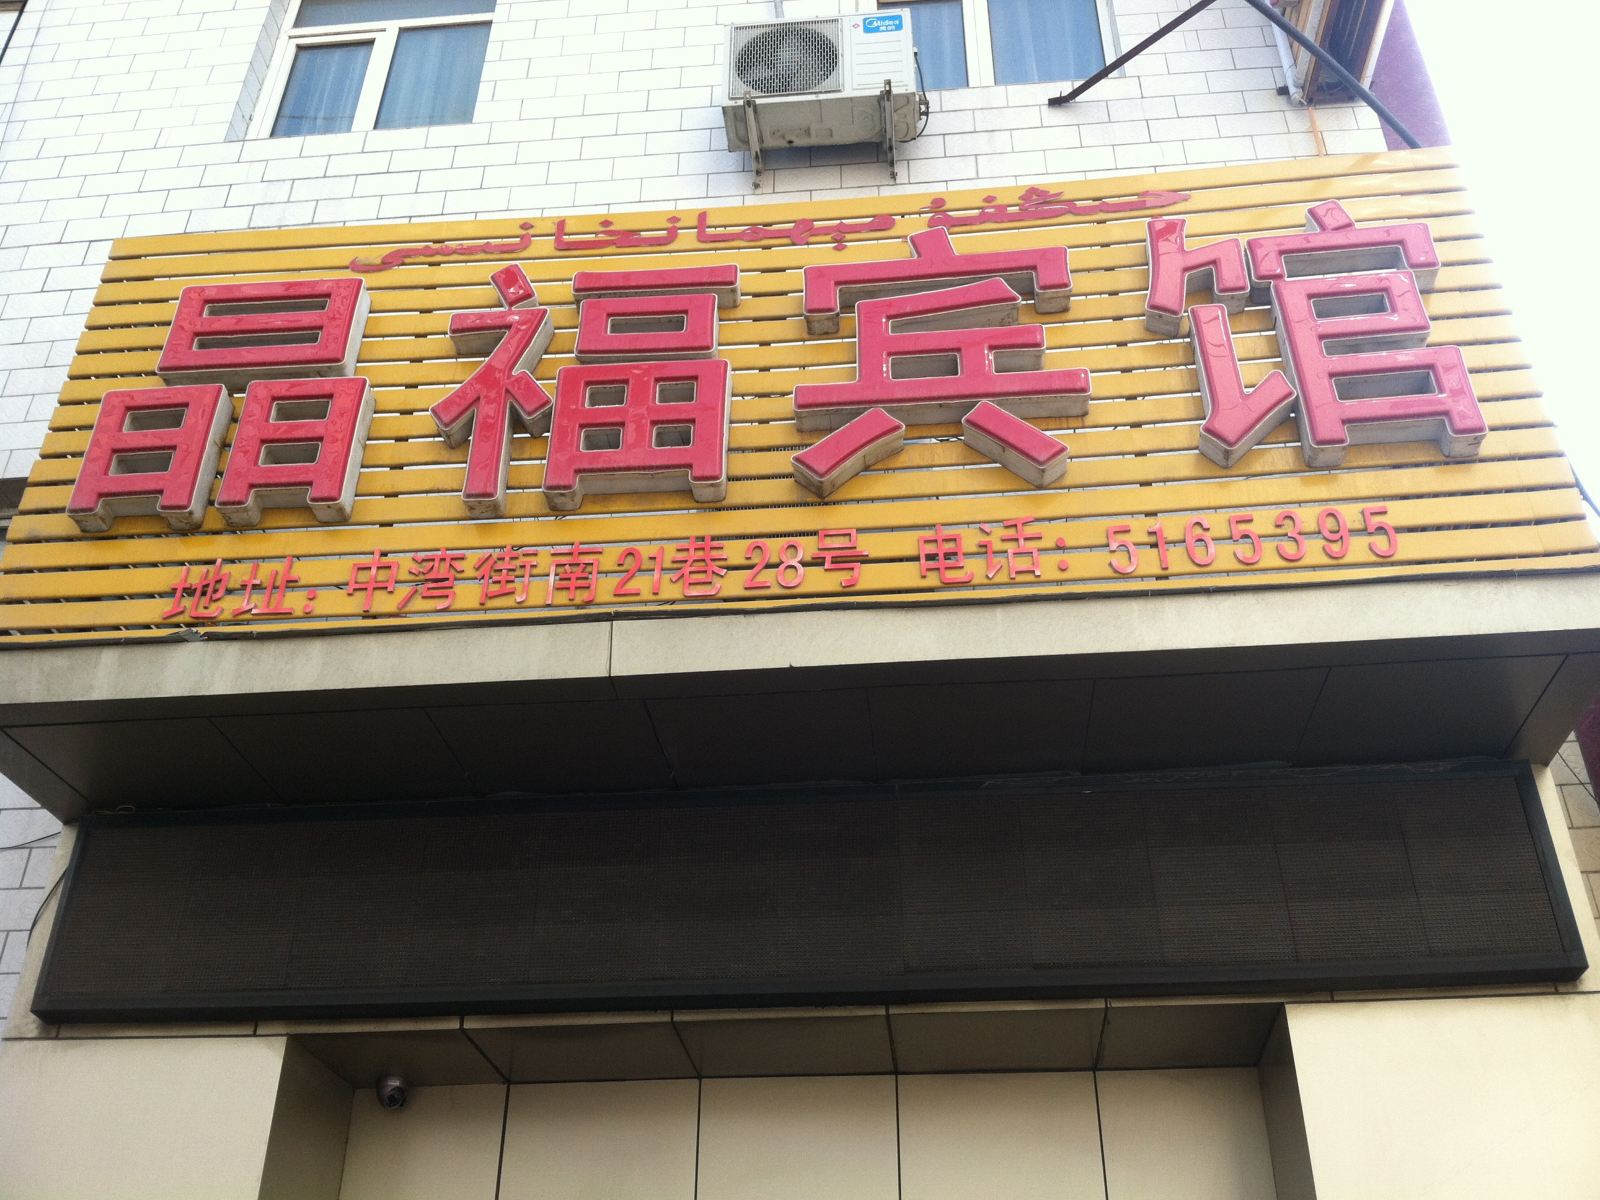 Midea
جىڭفۇ مېھمانخانىسى
晶福宾馆
地址:中湾街南21巷28号 电话:5165395